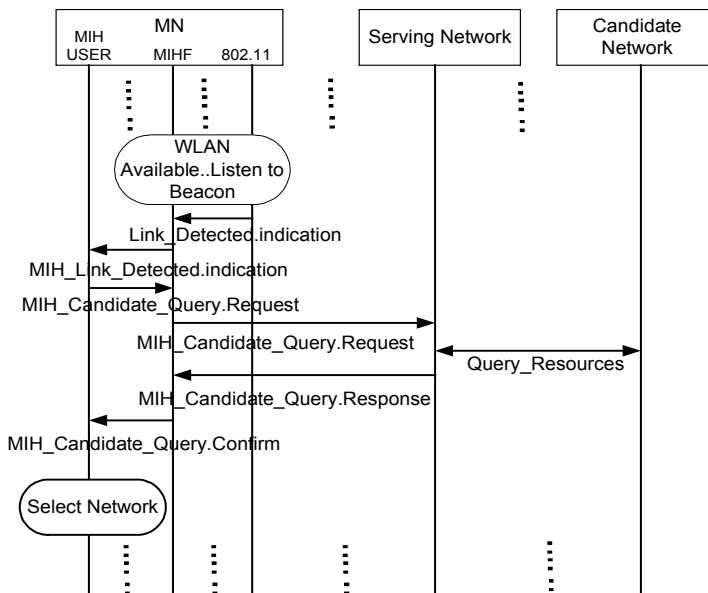 MN
MIH
USER
MIHF
802.11
Serving Network
Candidate
Network
WLAN
Available..Listen to
Beacon
Link_Detected.indication
MIH_Link_Detected.indication
MIH_Candidate_Query.Request
MIH_Candidate_Query.Request
Query_Resources
MIH_Candidate_Query.Response
MIH_Candidate_Query.Confirm
Select Network